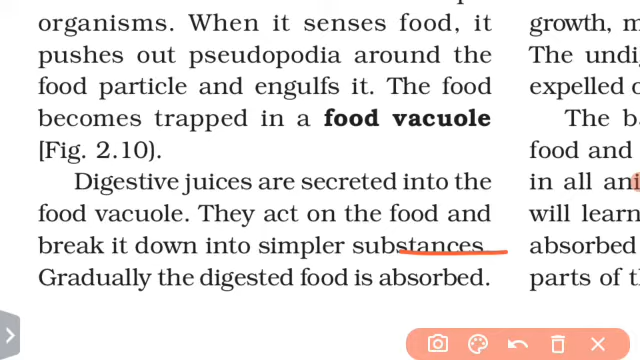 organisms. When it senses food, it
pushes out pseudopodia around the
food particle and engulfs it. The food
becomes trapped in a food vacuole
[Fig. 2.10).
Digestive juices are secreted into the
food vacuole. They act on the food and
break it down into simpler substances.
Gradually the digested food is absorbed.
growth, m
The undig
expelled o
The b
food and
in all ani
will learn
absorbed
parts of t